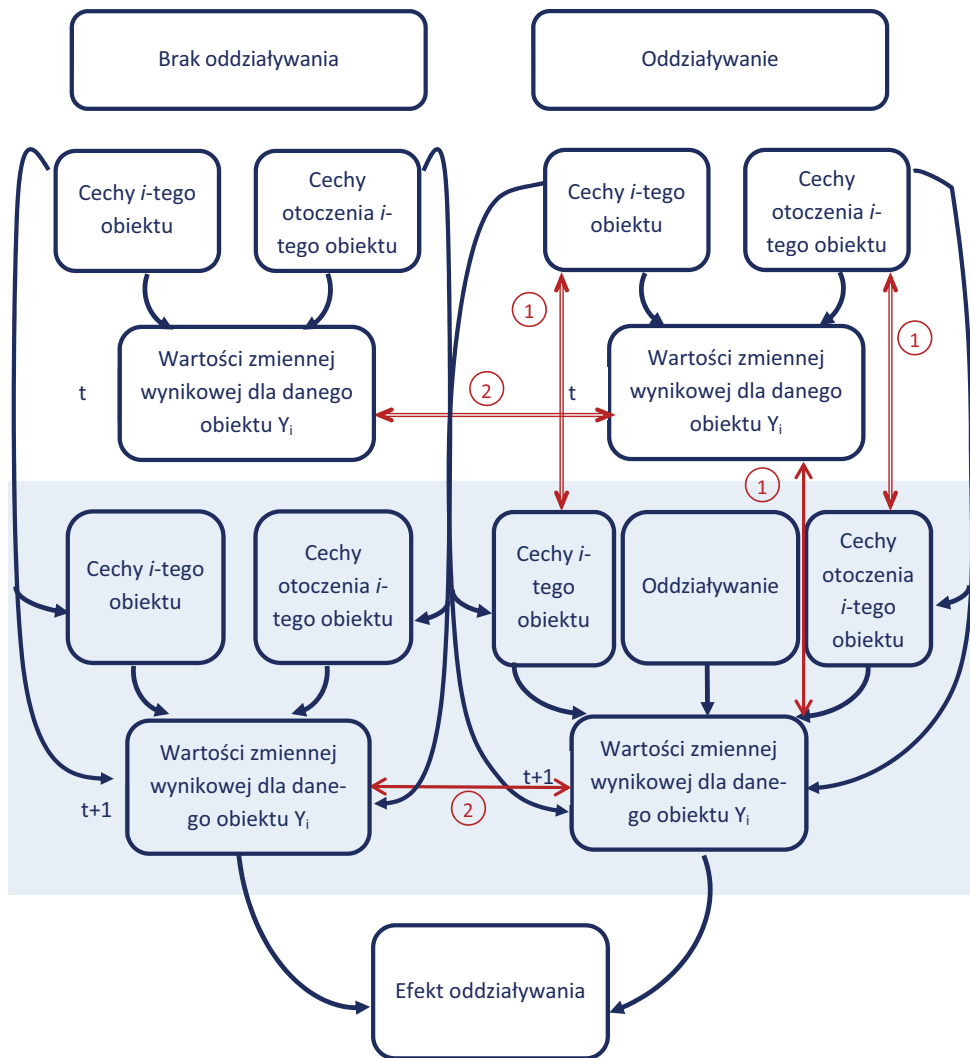 Brak oddziaływania
Oddziaływanie
Cechy i-tego
obiektu
Cechy
otoczenia i-
tego obiektu
Cechy i-tego
obiektu
Cechy
otoczenia i-
tego obiektu
1
1
Wartości zmiennej
wynikowej dla danego
obiektu Yi
t
2
t
Wartości zmiennej
wynikowej dla danego
obiektu Yi
1
Cechy i-tego
obiektu
Cechy
otoczenia i-
tego obiektu
Cechy i-
tego
obiektu
Oddziaływanie
Cechy
otoczenia
i-tego
obiektu
Wartości zmiennej
wynikowej dla dane-
go obiektu Yi
t+1
2
t+1
Wartości zmiennej
wynikowej dla dane-
go obiektu Yi
Efekt oddziaływania